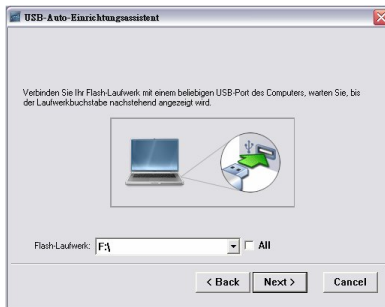 USB-Auto-Einrichtungsassistent
Verbinden Sie Ihr Flash-Laufwerk mit einem beliebigen USB-Port des Computers, warten Sie, bis
der Laufwerkbuchstabe nachstehend angezeigt wird.
Flash-Laufwerk: F:\ All
< Back Next > Cancel